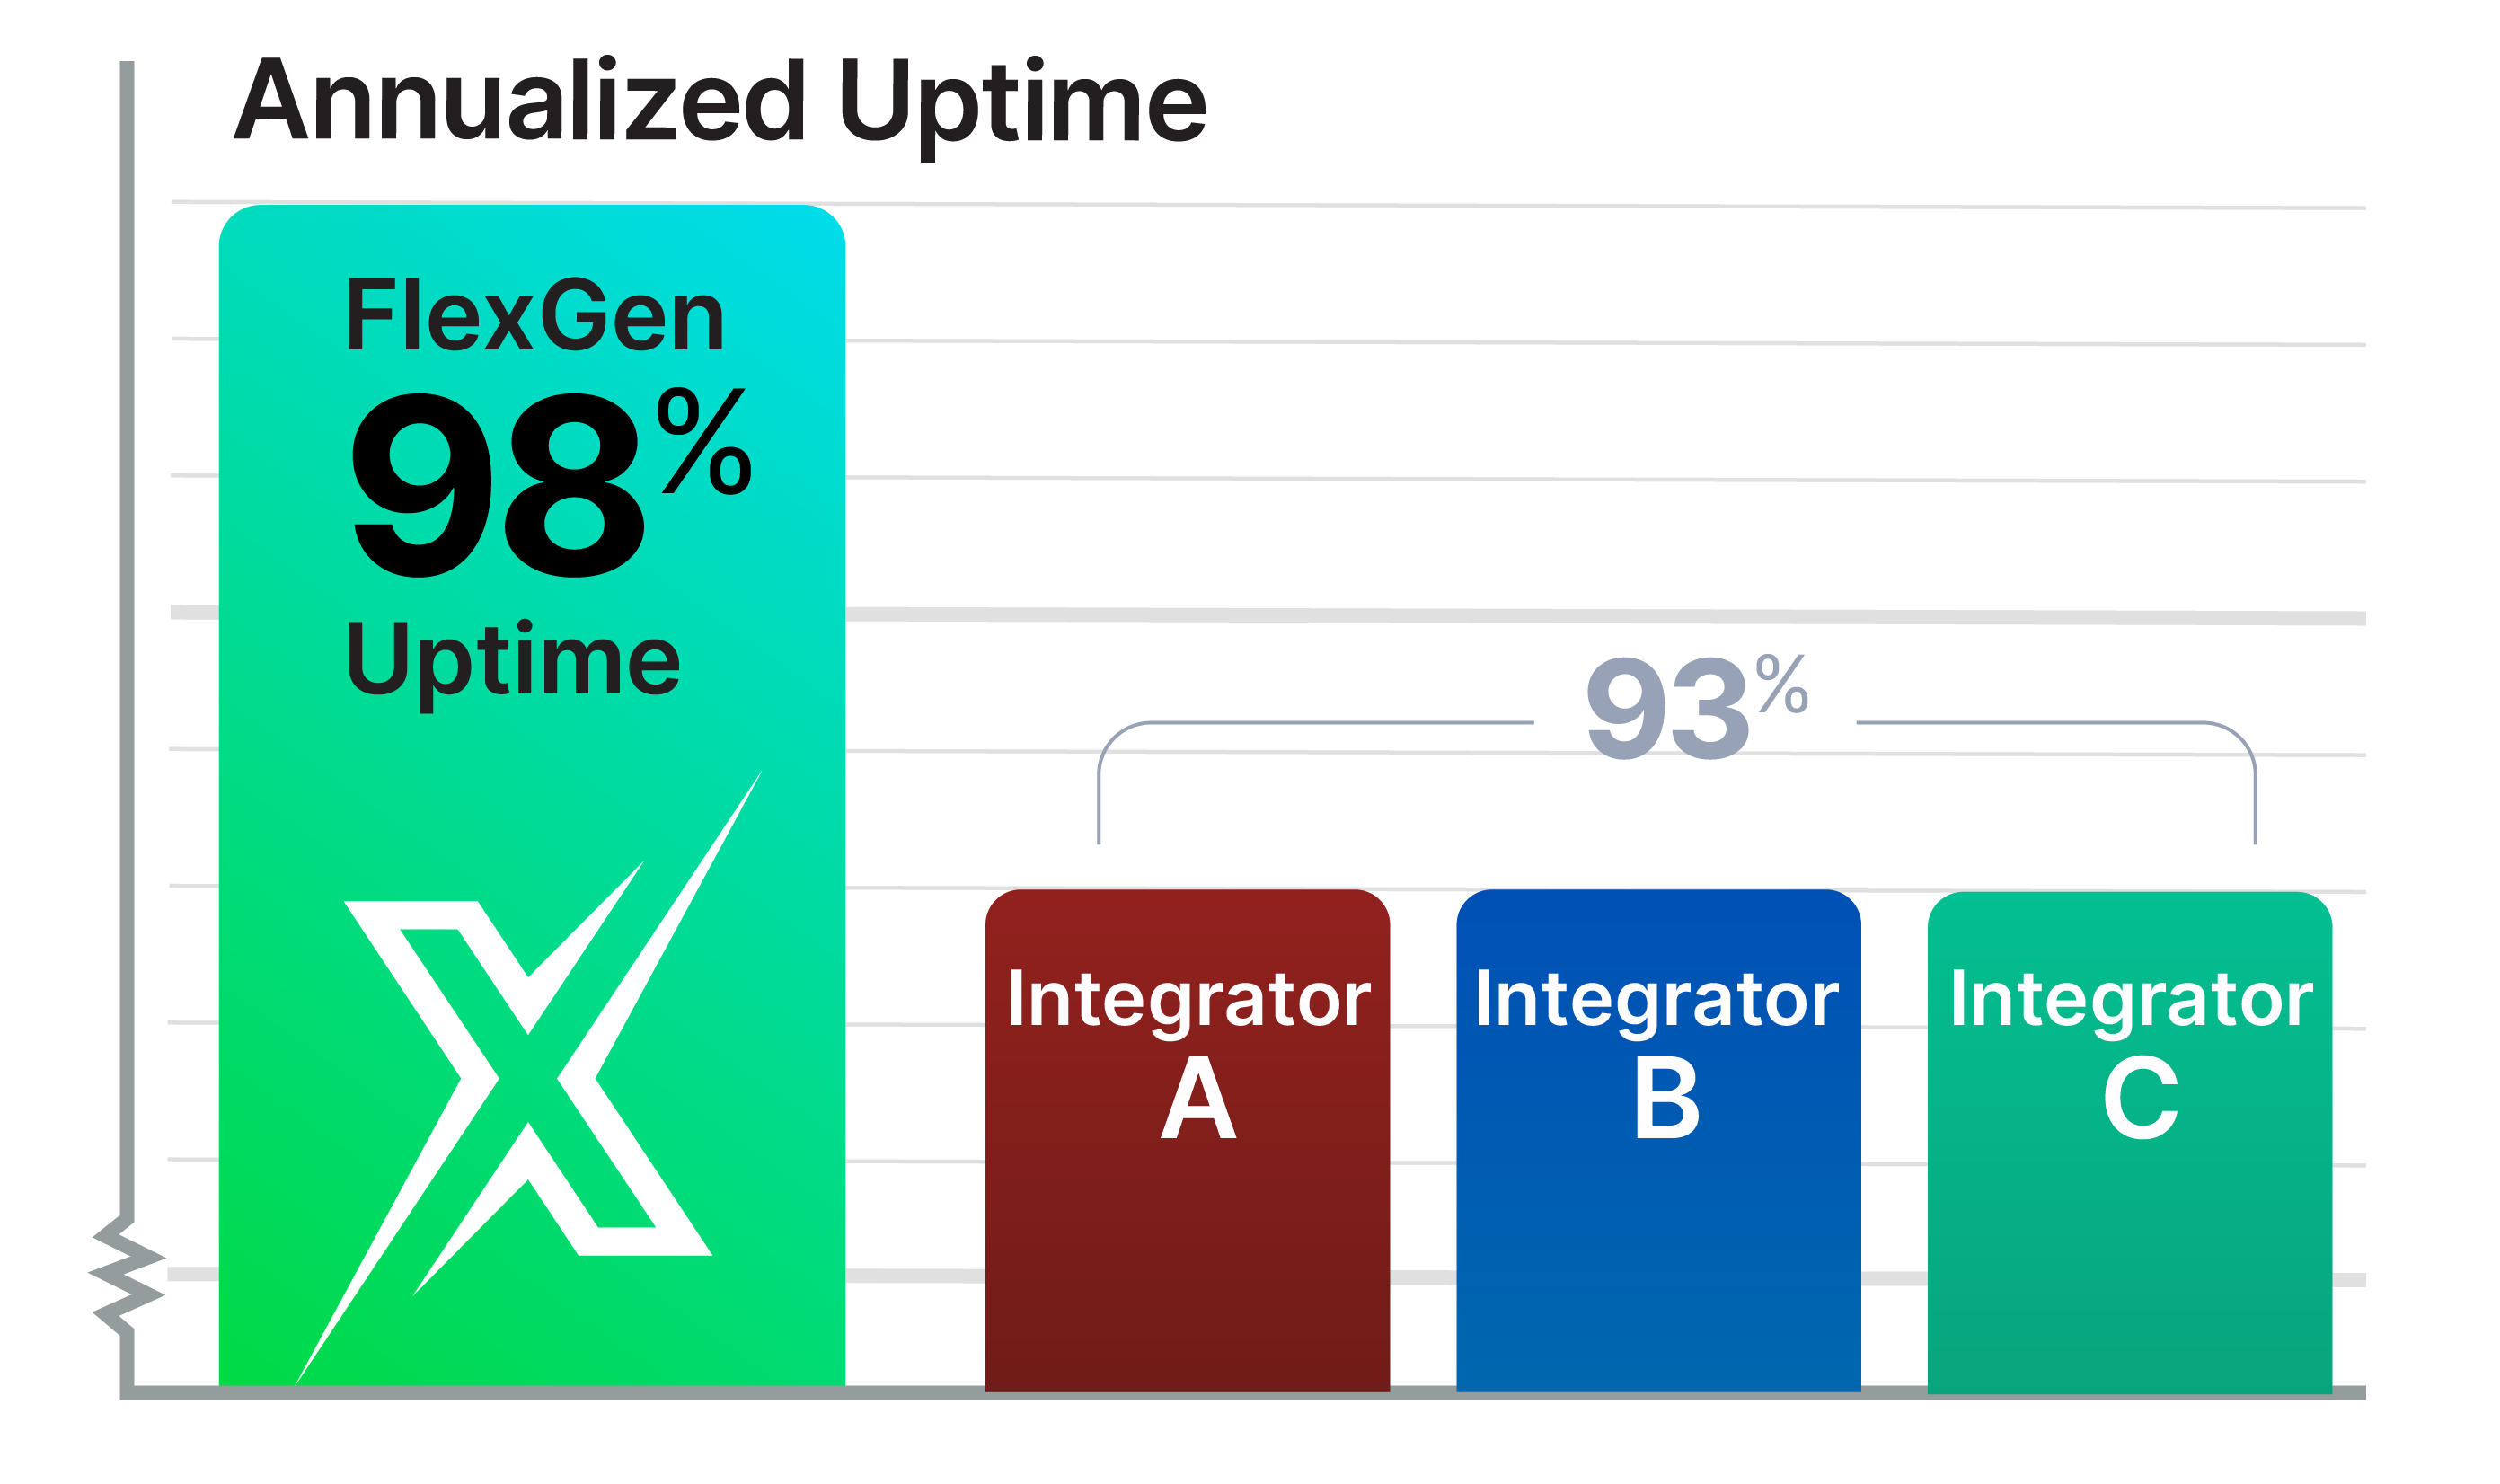 Annualized Uptime
FlexGen
98%
Uptime
93%
Integrator
A
Integrator
B
Integrator
C